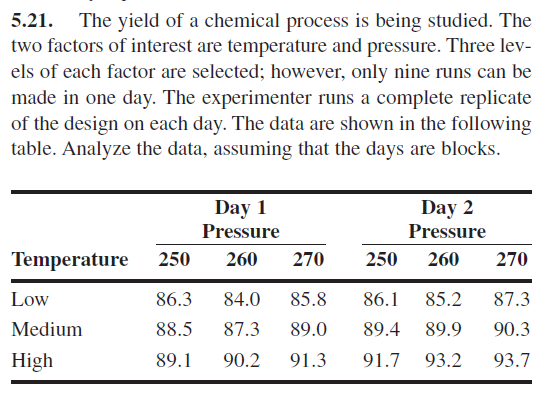 5.21. The yield of a chemical process is being studied. The
two factors of interest are temperature and pressure. Three lev-
els of each factor are selected; however, only nine runs can be
made in one day. The experimenter runs a complete replicate
of the design on each day. The data are shown in the following
table. Analyze the data, assuming that the days are blocks.
Day 1 Day 2
Pressure Pressure
Temperature 250 260 270 250 260 270
Low 86.3 84.0 85.8 86.1 85.2 87.3
Medium 88.5 87.3 89.0 89.4 89.9 90.3
High 89.1 90.2 91.3 91.7 93.2 93.7